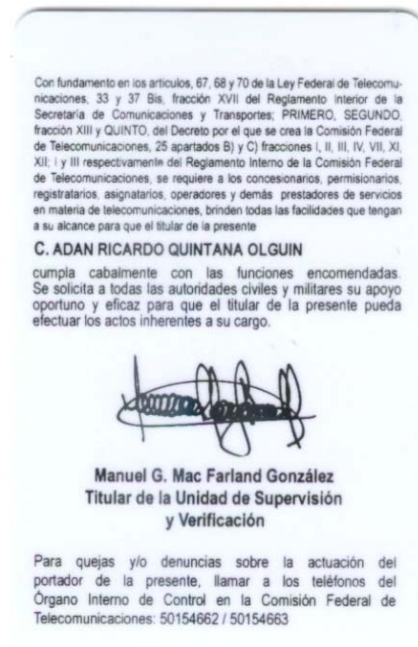 Con fundamento en los artículos, 67, 68 y 70 de la Ley Federal de Telecomu-
nicaciones, 33 y 37 Bis, fracción XVII del Reglamento Interior de la
Secretaría de Comunicaciones y Transportes; PRIMERO, SEGUNDO
fracción XIII y QUINTO, del Decreto por el que se crea la Comisión Federal
de Telecomunicaciones, 25 apartados B) y C) fracciones I, II, III, IV, VII, XI,
XII; I y III respectivamente del Reglamento Interno de la Comisión Federal
de Telecomunicaciones, se requiere a los concesionarios, permisionarios,
registratarios, asignatarios, operadores y demás prestadores de servicios
en materia de telecomunicaciones, brinden todas las facilidades que tengan
a su alcance para que el titular de la presente
C. ADAN RICARDO QUINTANA OLGUIN
cumpla cabalmente con las funciones encomendadas.
Se solicita a todas las autoridades civiles y militares su apoyo
oportuno y eficaz para que el titular de la presente pueda
efectuar los actos inherentes a su cargo.
Manuel G. Mac Farland González
Titular de la Unidad de Supervisión
y Verificación
Para quejas y/o denuncias sobre la actuación del
portador de la presente, llamar a los teléfonos del
Órgano Interno de Control en la Comisión Federal de
Telecomunicaciones: 50154662 / 50154663